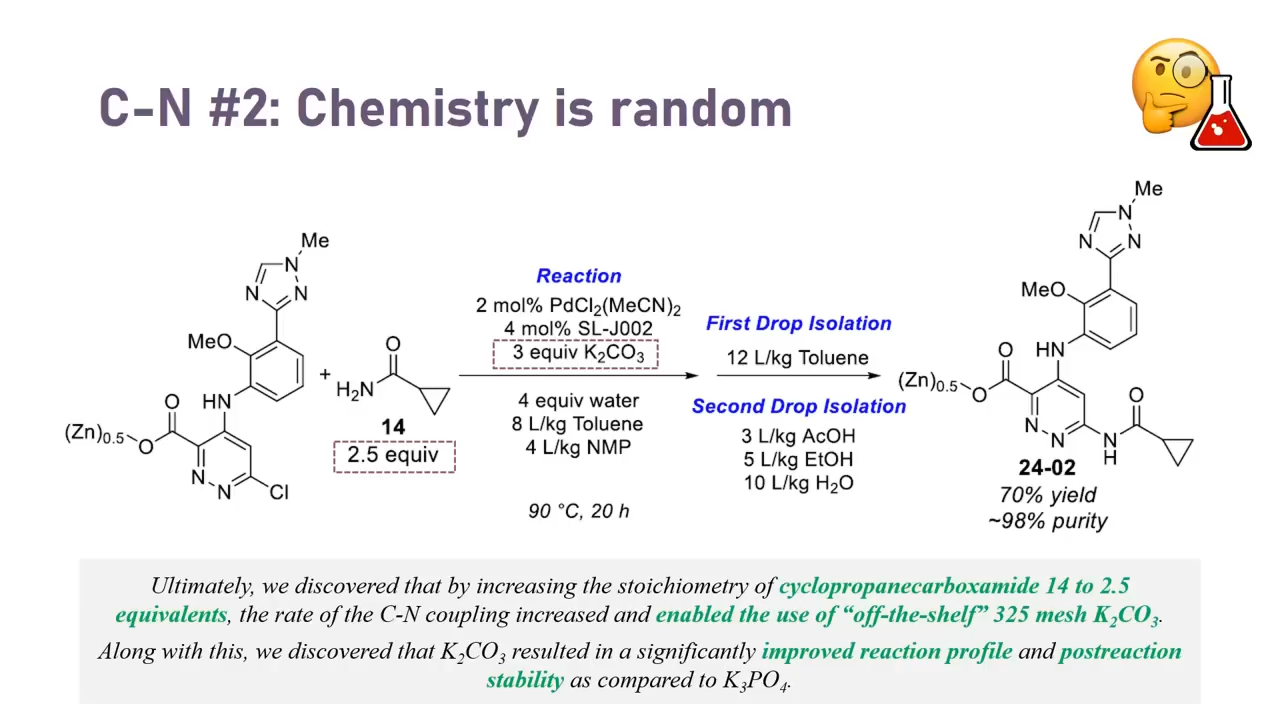 C-N #2: Chemistry is random
Me
N
N
N
MeO
HN
O
(Zn)0.5
O
N
N
Cl
+
O
H2N
14
2.5 equiv
Reaction
2 mol% PdCl2(MeCN)2
4 mol% SL-J002
3 equiv K2CO3
4 equiv water
8 L/kg Toluene
4 L/kg NMP
90 °C, 20 h
First Drop Isolation
12 L/kg Toluene
Second Drop Isolation
3 L/kg AcOH
5 L/kg EtOH
10 L/kg H2O
Me
N
N
N
MeO
HN
O
(Zn)0.5
O
N
N
N
H
O
24-02
70% yield
~98% purity
Ultimately, we discovered that by increasing the stoichiometry of cyclopropanecarboxamide 14 to 2.5
equivalents, the rate of the C-N coupling increased and enabled the use of “off-the-shelf” 325 mesh K2CO3.
Along with this, we discovered that K2CO3 resulted in a significantly improved reaction profile and postreaction
stability as compared to K3PO4.